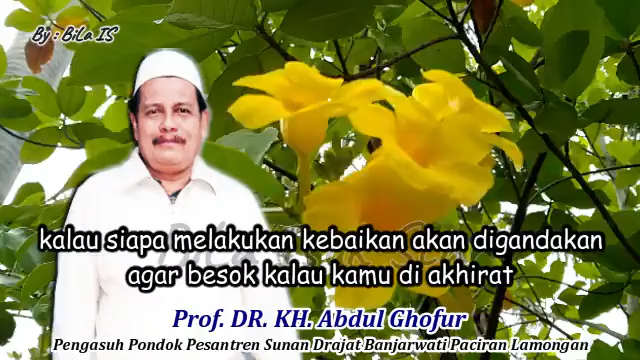 By : BiLa IS
kalau siapa melakukan kebaikan akan digandakan
agar besok kalau kamu di akhirat
Prof. DR. KH. Abdul Ghofur
Pengasuh Pondok Pesantren Sunan Drajat Banjarwati Paciran Lamongan